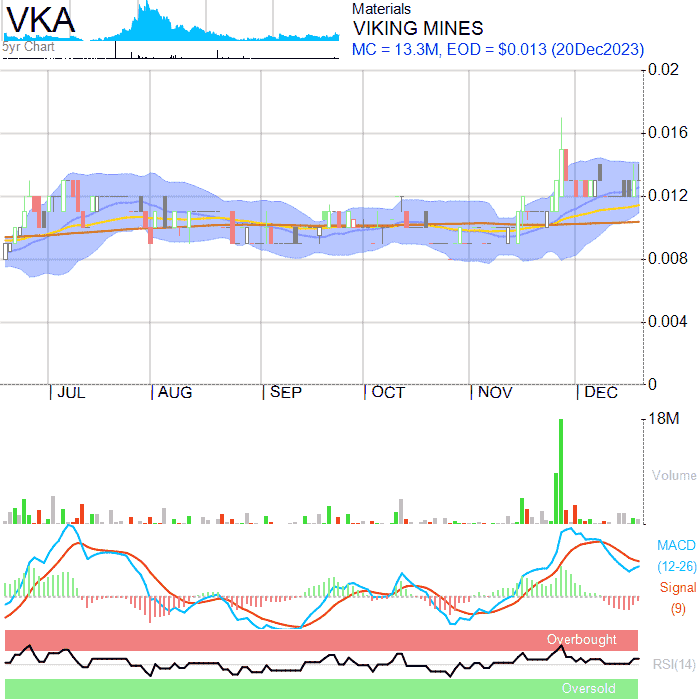 VKA
5yr Chart
Materials
VIKING MINES
MC = 13.3M, EOD = $0.013 (20Dec2023)
0.02
0.016
0.012
0.008
0.004
0
JUL AUG SEP OCT NOV DEC
18M
Volume
MACD
(12-26)
Signal
(9)
Overbought
RSI(14)
Oversold